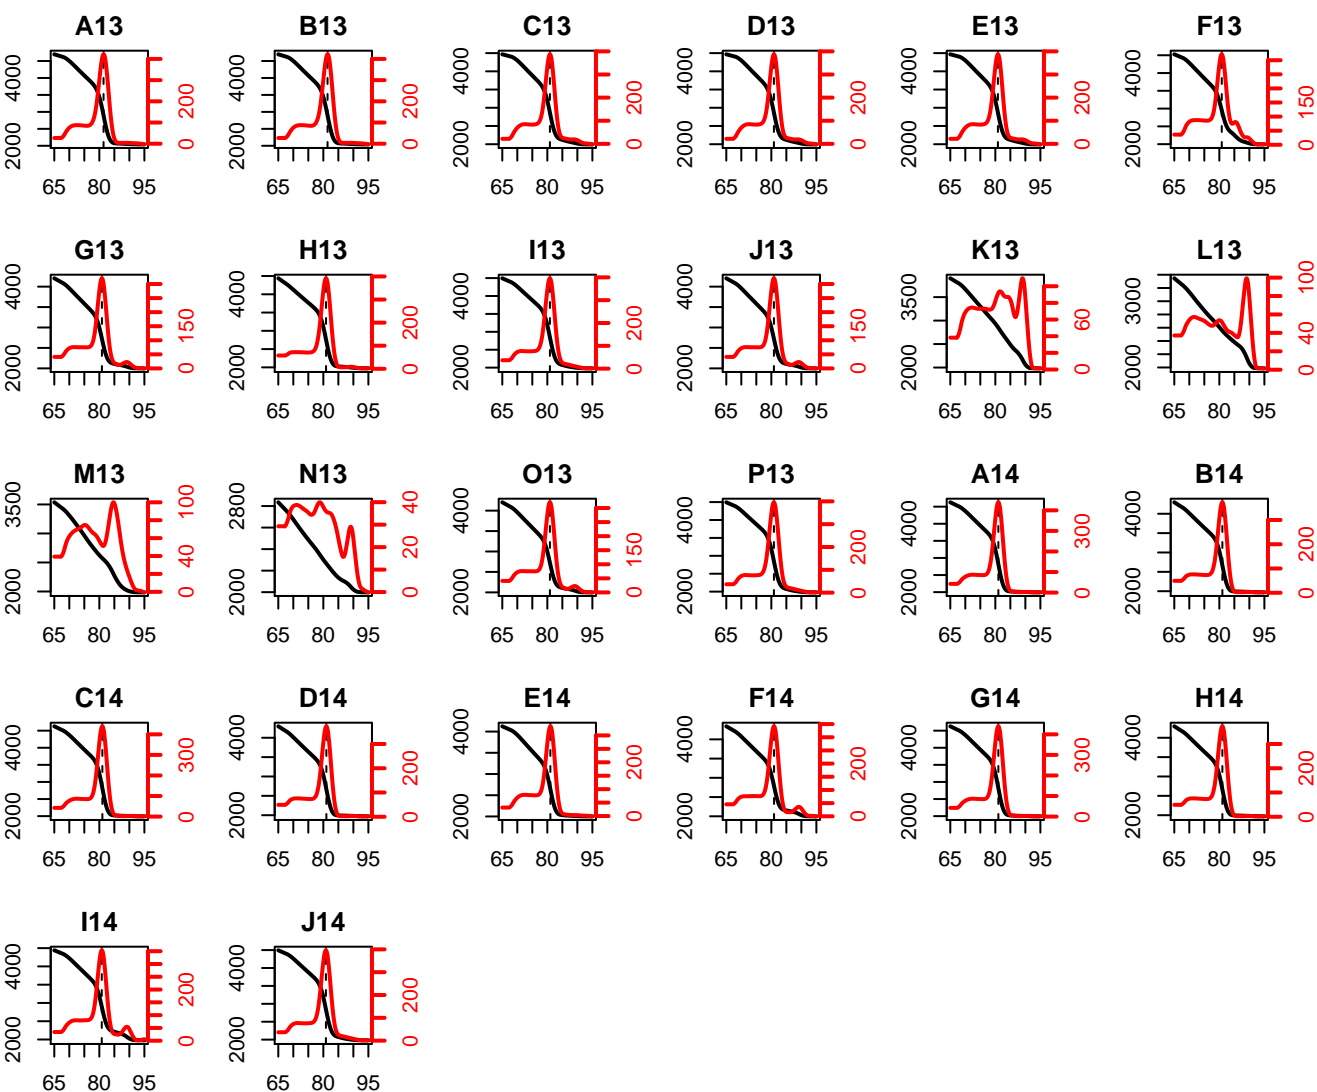 A13 B13 C13 D13 E13 F13
2000 4000 0 200 2000 4000 0 200 2000 4000 0 200 2000 4000 0 200 2000 4000 0 200 2000 4000 0 150
65 80 95 65 80 95 65 80 95 65 80 95 65 80 95 65 80 95
G13 H13 I13 J13 K13 L13
2000 4000 0 150 2000 4000 0 200 2000 4000 0 200 2000 4000 0 150 2000 3500 0 60 2000 3000 0 40 100
65 80 95 65 80 95 65 80 95 65 80 95 65 80 95 65 80 95
M13 N13 O13 P13 A14 B14
2000 3500 0 40 100 2000 2800 0 20 40 2000 4000 0 150 2000 4000 0 200 2000 4000 0 300 2000 4000 0 200
65 80 95 65 80 95 65 80 95 65 80 95 65 80 95 65 80 95
C14 D14 E14 F14 G14 H14
2000 4000 0 300 2000 4000 0 200 2000 4000 0 200 2000 4000 0 200 2000 4000 0 300 2000 4000 0 200
65 80 95 65 80 95 65 80 95 65 80 95 65 80 95 65 80 95
I14 J14
2000 4000 0 200 2000 4000 0 200
65 80 95 65 80 95